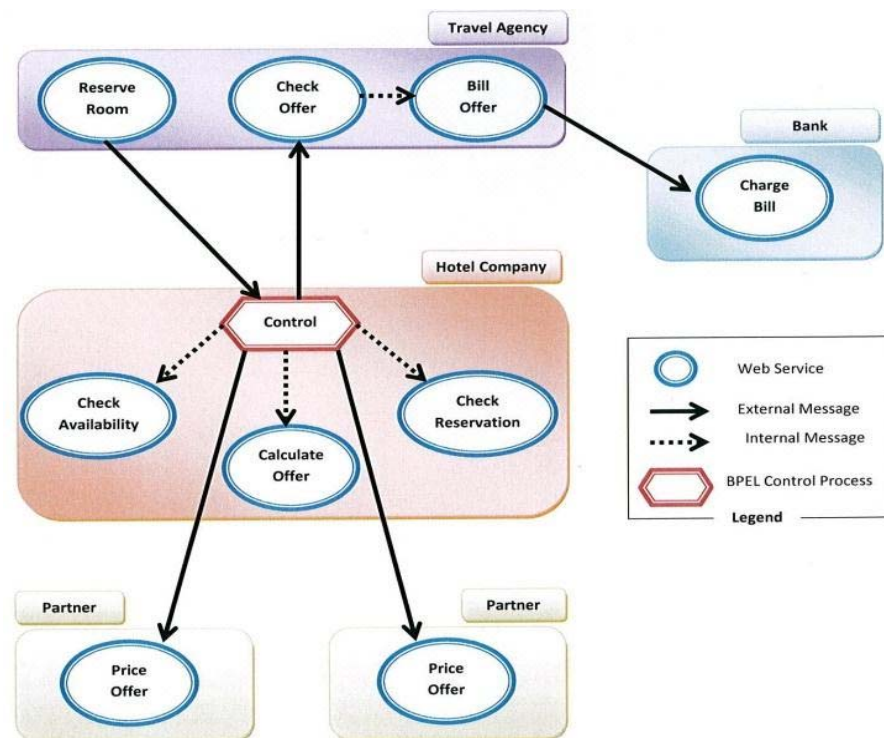 Travel Agency
Reserve
Room
Check
Offer
Bill
Offer
Bank
Charge
Bill
Hotel Company
Control
Check
Availability
Calculate
Offer
Check
Reservation
Web Service
External Message
Internal Message
BPEL Control Process
Legend
Partner
Price
Offer
Partner
Price
Offer